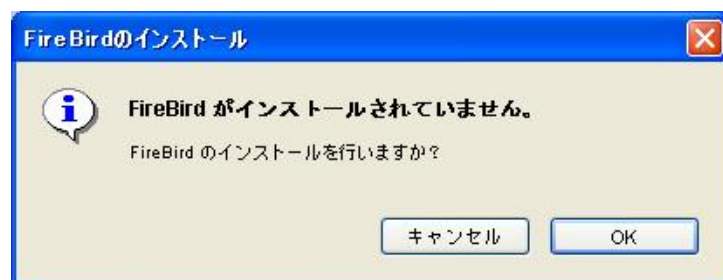 FireBirdのインストール
FireBird がインストールされていません。
FireBird のインストールを行いますか?
キャンセル
OK